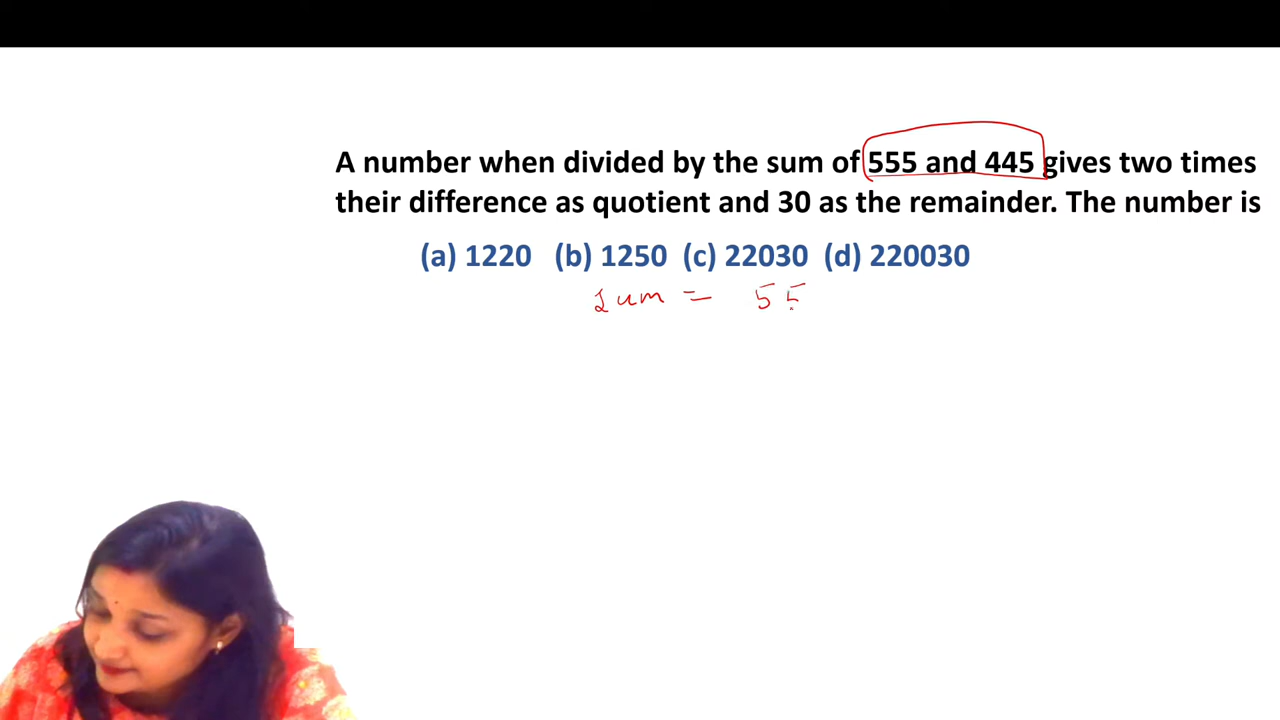 A number when divided by the sum of 555 and 445 gives two times
their difference as quotient and 30 as the remainder. The number is
(a) 1220 (b) 1250 (c) 22030 (d) 220030
sum = 55